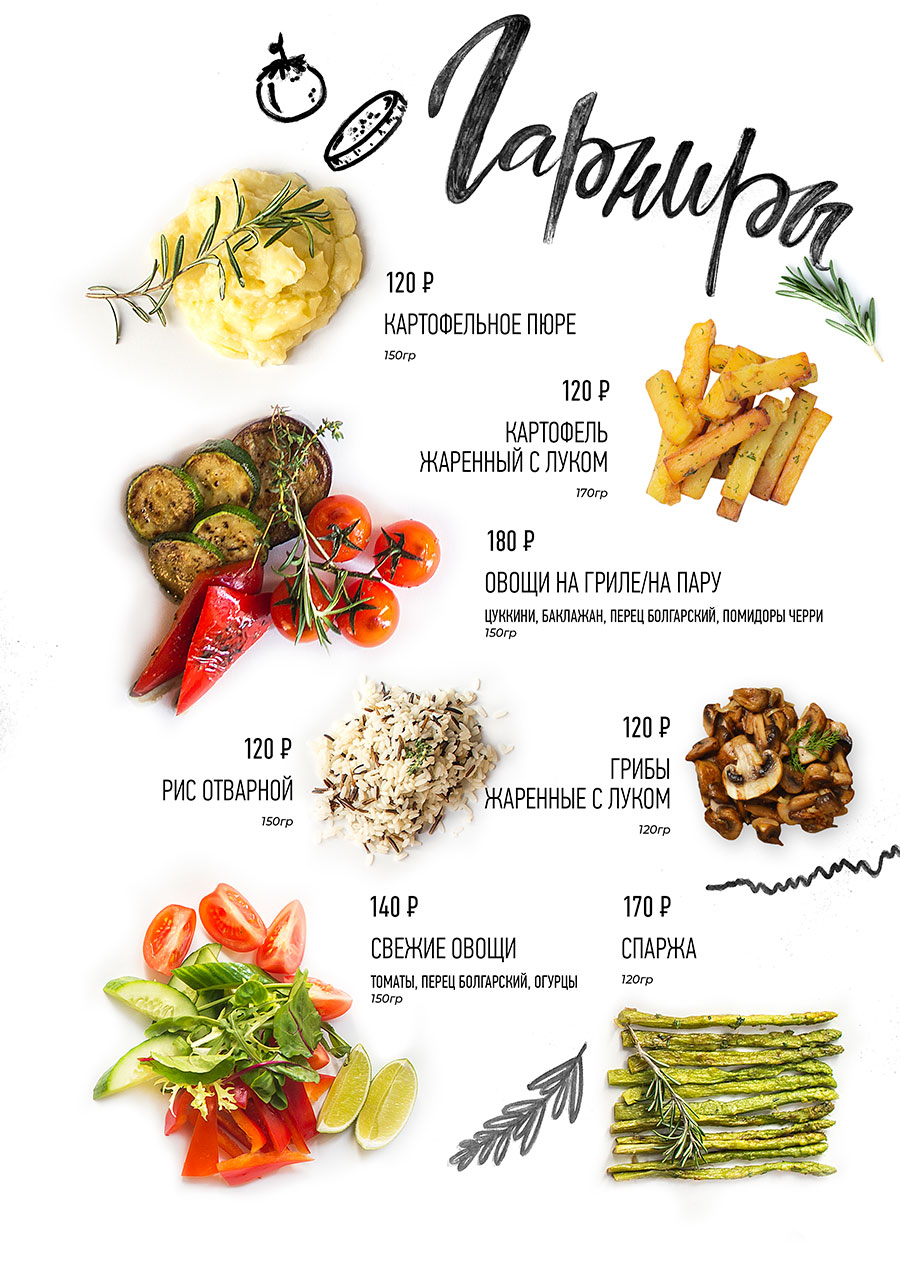 Гарниры
120 ₽
КАРТОФЕЛЬНОЕ ПЮРЕ
150гр
120 ₽
КАРТОФЕЛЬ
ЖАРЕННЫЙ С ЛУКОМ
170гр
180 ₽
ОВОЩИ НА ГРИЛЕ/НА ПАРУ
ЦУККИНИ, БАКЛАЖАН, ПЕРЕЦ БОЛГАРСКИЙ, ПОМИДОРЫ ЧЕРРИ
150гр
120 ₽
РИС ОТВАРНОЙ
150гр
120 ₽
ГРИБЫ
ЖАРЕННЫЕ С ЛУКОМ
120гр
140 ₽
СВЕЖИЕ ОВОЩИ
ТОМАТЫ, ПЕРЕЦ БОЛГАРСКИЙ, ОГУРЦЫ
150гр
170 ₽
СПАРЖА
120гр